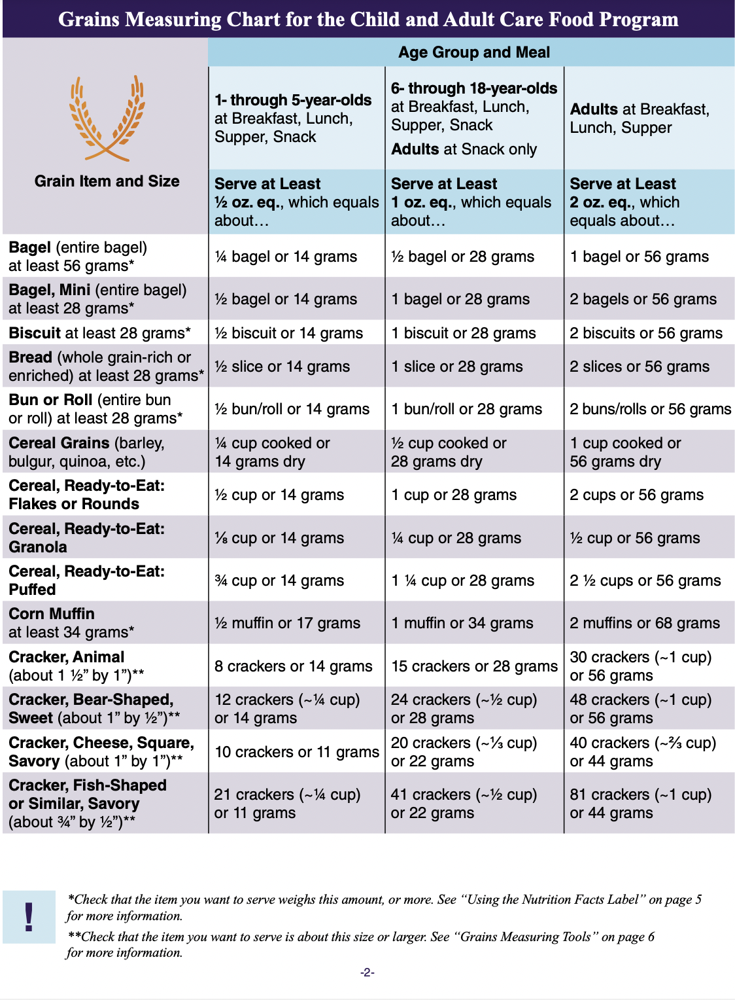 Grains Measuring Chart for the Child and Adult Care Food Program
Grain Item and Size
Age Group and Meal
1- through 5-year-olds
at Breakfast, Lunch,
Supper, Snack
6- through 18-year-olds
at Breakfast, Lunch,
Supper, Snack
Adults at Snack only
Adults at Breakfast,
Lunch, Supper
Serve at Least
½ oz. eq., which equals
about…
Serve at Least
1 oz. eq., which equals
about…
Serve at Least
2 oz. eq., which
equals about…
Bagel (entire bagel)
at least 56 grams*
¼ bagel or 14 grams
½ bagel or 28 grams
1 bagel or 56 grams
Bagel, Mini (entire bagel)
at least 28 grams*
½ bagel or 14 grams
1 bagel or 28 grams
2 bagels or 56 grams
Biscuit at least 28 grams*
½ biscuit or 14 grams
1 biscuit or 28 grams
2 biscuits or 56 grams
Bread (whole grain-rich or
enriched) at least 28 grams*
½ slice or 14 grams
1 slice or 28 grams
2 slices or 56 grams
Bun or Roll (entire bun
or roll) at least 28 grams*
½ bun/roll or 14 grams
1 bun/roll or 28 grams
2 buns/rolls or 56 grams
Cereal Grains (barley,
bulgur, quinoa, etc.)
¼ cup cooked or
14 grams dry
½ cup cooked or
28 grams dry
1 cup cooked or
56 grams dry
Cereal, Ready-to-Eat:
Flakes or Rounds
½ cup or 14 grams
1 cup or 28 grams
2 cups or 56 grams
Cereal, Ready-to-Eat:
Granola
⅛ cup or 14 grams
¼ cup or 28 grams
½ cup or 56 grams
Cereal, Ready-to-Eat:
Puffed
¾ cup or 14 grams
1 ¼ cup or 28 grams
2 ½ cups or 56 grams
Corn Muffin
at least 34 grams*
½ muffin or 17 grams
1 muffin or 34 grams
2 muffins or 68 grams
Cracker, Animal
(about 1 ½” by 1”)**
8 crackers or 14 grams
15 crackers or 28 grams
30 crackers (~1 cup)
or 56 grams
Cracker, Bear-Shaped,
Sweet (about 1” by ½”)**
12 crackers (~¼ cup)
or 14 grams
24 crackers (~½ cup)
or 28 grams
48 crackers (~1 cup)
or 56 grams
Cracker, Cheese, Square,
Savory (about 1” by 1”)**
10 crackers or 11 grams
20 crackers (~⅓ cup)
or 22 grams
40 crackers (~⅔ cup)
or 44 grams
Cracker, Fish-Shaped
or Similar, Savory
(about ¾” by ½”)**
21 crackers (~¼ cup)
or 11 grams
41 crackers (~½ cup)
or 22 grams
81 crackers (~1 cup)
or 44 grams
!
*Check that the item you want to serve weighs this amount, or more. See “Using the Nutrition Facts Label” on page 5
for more information.
**Check that the item you want to serve is about this size or larger. See “Grains Measuring Tools” on page 6
for more information.
-2-